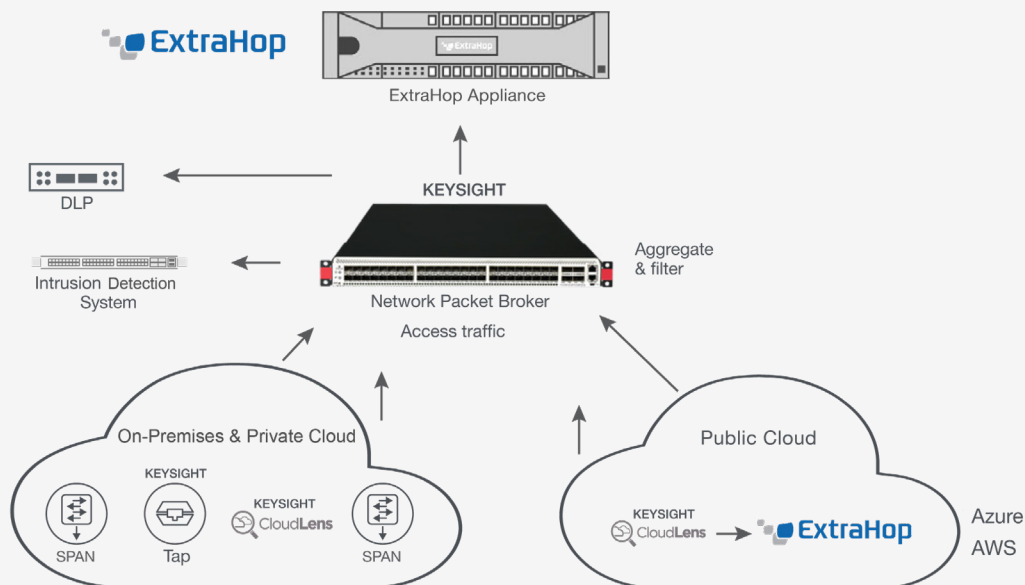 ExtraHop
ExtraHop
ExtraHop Appliance
KEYSIGHT
DLP
Aggregate
& filter
Intrusion Detection
System
Network Packet Broker
Access traffic
On-Premises & Private Cloud
KEYSIGHT
SPAN
Tap
KEYSIGHT
CloudLens
SPAN
Public Cloud
KEYSIGHT
CloudLens
ExtraHop
Azure
AWS